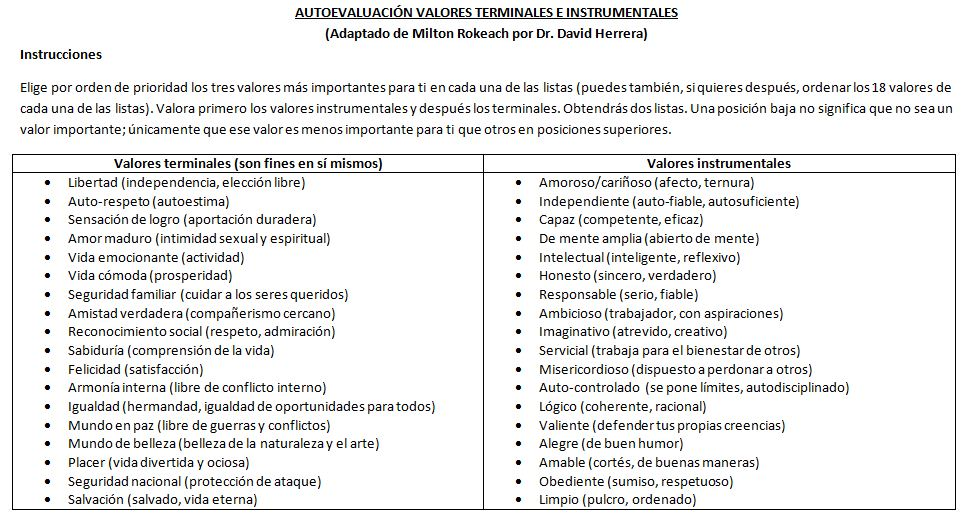 AUTOEVALUACIÓN VALORES TERMINALES E INSTRUMENTALES
(Adaptado de Milton Rokeach por Dr. David Herrera)
Instrucciones
Elige por orden de prioridad los tres valores más importantes para ti en cada una de las listas (puedes también, si quieres después, ordenar los 18 valores de
cada una de las listas). Valora primero los valores instrumentales y después los terminales. Obtendrás dos listas. Una posición baja no significa que no sea un
valor importante; únicamente que ese valor es menos importante para ti que otros en posiciones superiores.
Valores terminales (son fines en sí mismos)
• Libertad (independencia, elección libre)
• Auto-respeto (autoestima)
• Sensación de logro (aportación duradera)
• Amor maduro (intimidad sexual y espiritual)
• Vida emocionante (actividad)
• Vida cómoda (prosperidad)
• Seguridad familiar (cuidar a los seres queridos)
• Amistad verdadera (compañerismo cercano)
• Reconocimiento social (respeto, admiración)
• Sabiduría (comprensión de la vida)
• Felicidad (satisfacción)
• Armonía interna (libre de conflicto interno)
• Igualdad (hermandad, igualdad de oportunidades para todos)
• Mundo en paz (libre de guerras y conflictos)
• Mundo de belleza (belleza de la naturaleza y el arte)
• Placer (vida divertida y ociosa)
• Seguridad nacional (protección de ataque)
• Salvación (salvado, vida eterna)
Valores instrumentales
• Amoroso/cariñoso (afecto, ternura)
• Independiente (auto-fiable, autosuficiente)
• Capaz (competente, eficaz)
• De mente amplia (abierto de mente)
• Intelectual (inteligente, reflexivo)
• Honesto (sincero, verdadero)
• Responsable (serio, fiable)
• Ambicioso (trabajador, con aspiraciones)
• Imaginativo (atrevido, creativo)
• Servicial (trabaja para el bienestar de otros)
• Misericordioso (dispuesto a perdonar a otros)
• Auto-controlado (se pone límites, autodisciplinado)
• Lógico (coherente, racional)
• Valiente (defender tus propias creencias)
• Alegre (de buen humor)
• Amable (cortés, de buenas maneras)
• Obediente (sumiso, respetuoso)
• Limpio (pulcro, ordenado)